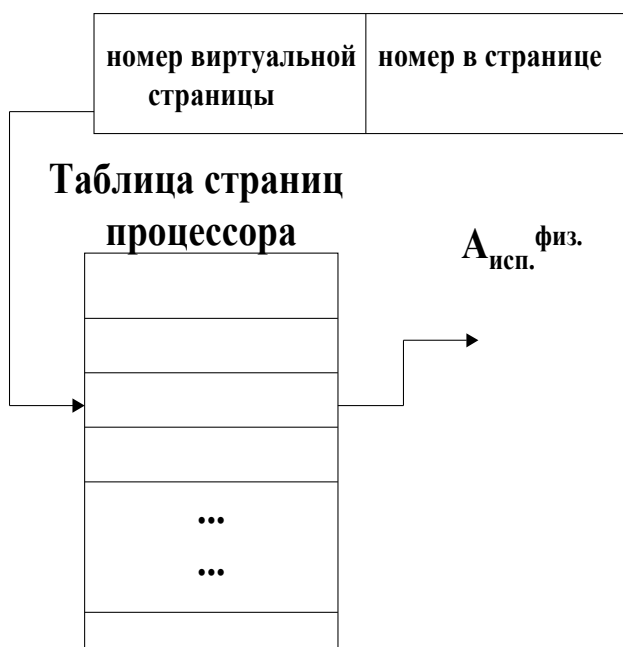 номер виртуальной
страницы
номер в странице
Таблица страниц
процессора
Aисп.физ.
...
...